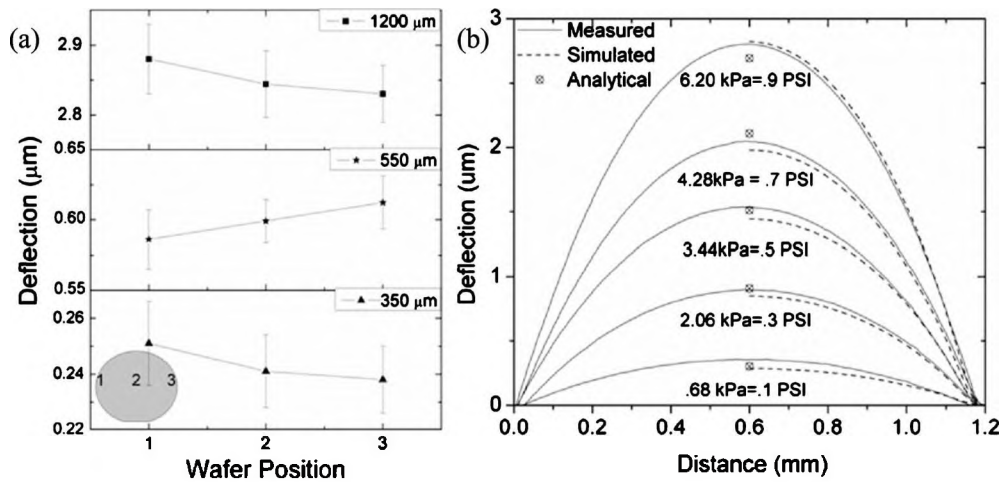 (a)
Deflection (μm)
1200 μm
2.9
2.8
0.65
550 μm
0.60
0.55
350 μm
0.26
0.24
0.22
1 2 3
1 2 3
Wafer Position
(b)
Deflection (um)
3
2
1
0
Measured
Simulated
Analytical
6.20 kPa=.9 PSI
4.28kPa = .7 PSI
3.44kPa=.5 PSI
2.06 kPa=.3 PSI
.68 kPa=.1 PSI
0.0 0.2 0.4 0.6 0.8 1.0 1.2
Distance (mm)